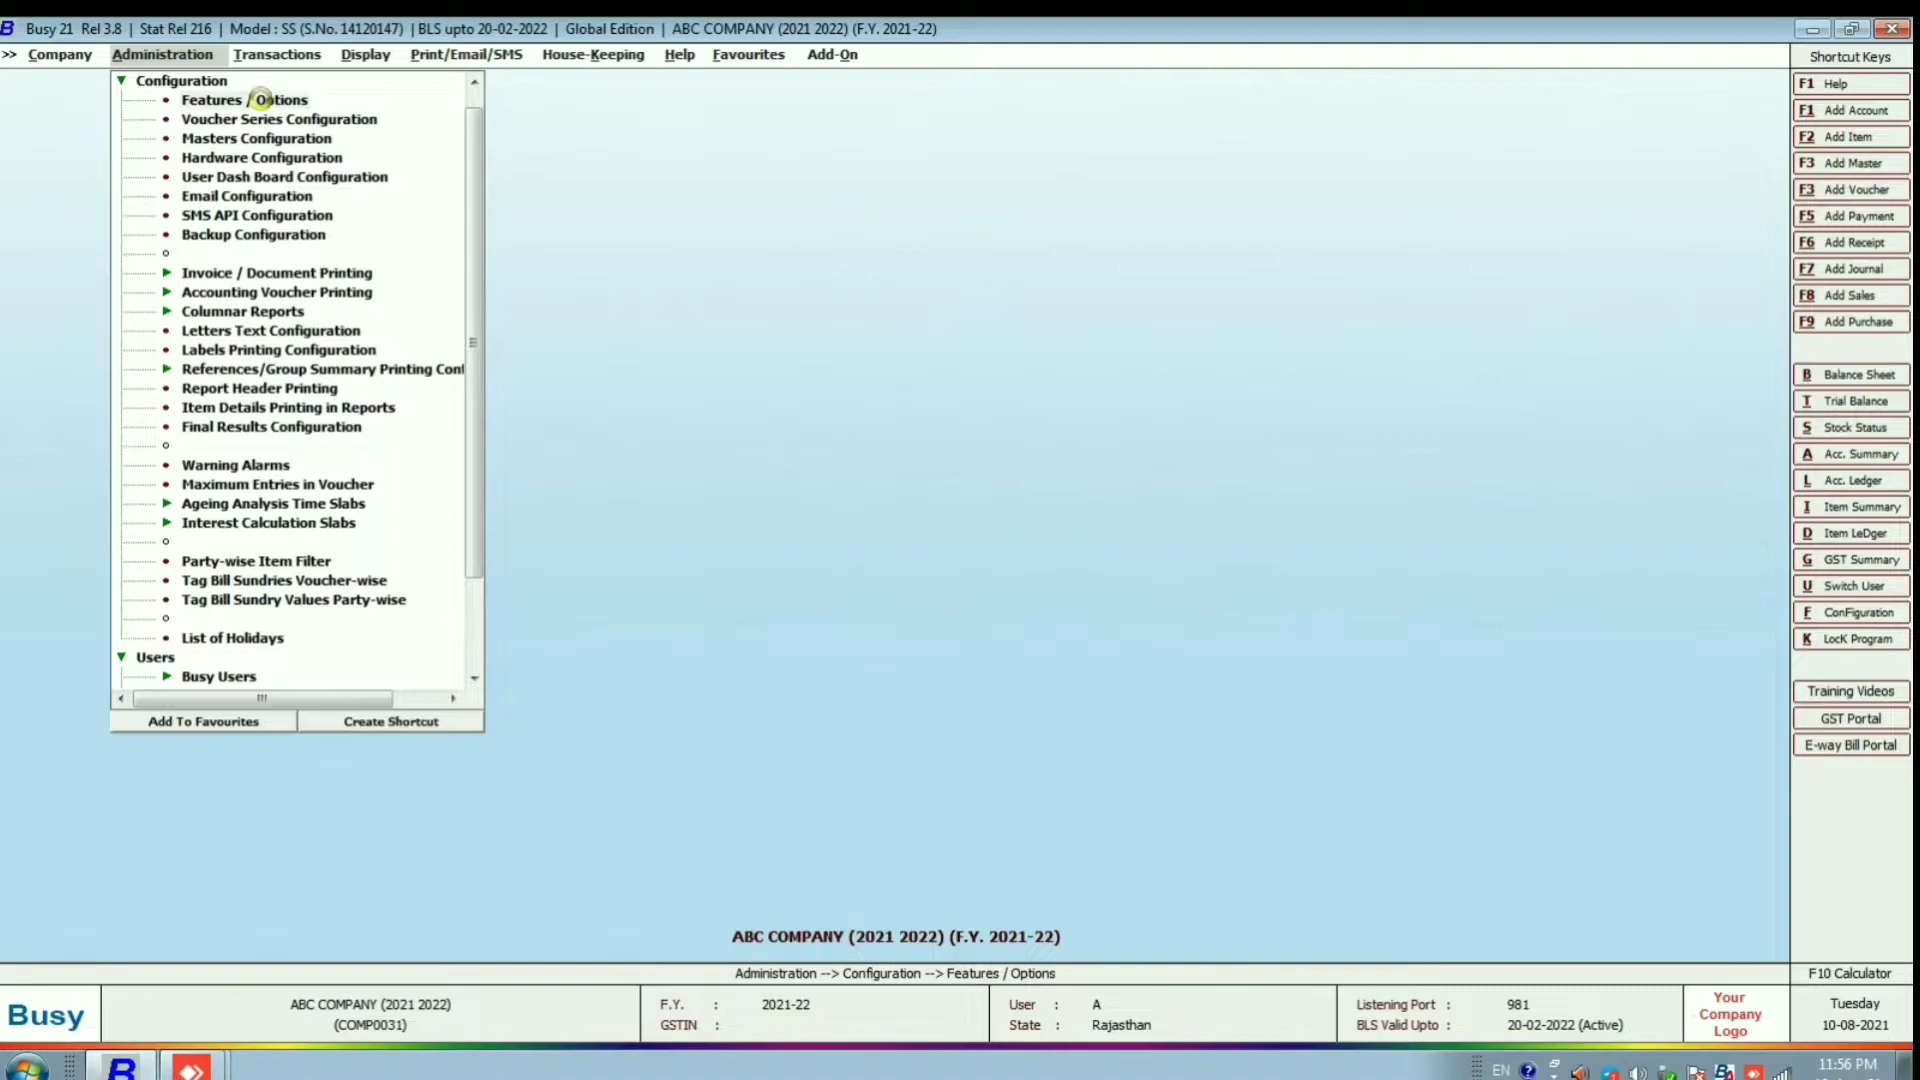 Busy 21 Rel 3.8 | Stat Rel 216 | Model : SS (S.No. 14120147) | BLS upto 20-02-2022 | Global Edition | ABC COMPANY (2021 2022) (F.Y. 2021-22)
>> Company Administration Transactions Display Print/Email/SMS House-Keeping Help Favourites Add-On
Configuration
Features / Options
Voucher Series Configuration
Masters Configuration
Hardware Configuration
User Dash Board Configuration
Email Configuration
SMS API Configuration
Backup Configuration
Invoice / Document Printing
Accounting Voucher Printing
Columnar Reports
Letters Text Configuration
Labels Printing Configuration
References/Group Summary Printing Conf
Report Header Printing
Item Details Printing in Reports
Final Results Configuration
Warning Alarms
Maximum Entries in Voucher
Ageing Analysis Time Slabs
Interest Calculation Slabs
Party-wise Item Filter
Tag Bill Sundries Voucher-wise
Tag Bill Sundry Values Party-wise
List of Holidays
Users
Busy Users
Add To Favourites Create Shortcut
Shortcut Keys
F1 Help
F1 Add Account
F2 Add Item
F3 Add Master
F3 Add Voucher
F5 Add Payment
F6 Add Receipt
F7 Add Journal
F8 Add Sales
F9 Add Purchase
B Balance Sheet
T Trial Balance
S Stock Status
A Acc. Summary
L Acc. Ledger
I Item Summary
D Item LeDger
G GST Summary
U Switch User
F ConFiguration
K LocK Program
Training Videos
GST Portal
E-way Bill Portal
ABC COMPANY (2021 2022) (F.Y. 2021-22)
Administration --> Configuration --> Features / Options
F10 Calculator
Busy
ABC COMPANY (2021 2022)
(COMP0031)
F.Y. : 2021-22
GSTIN :
User : A
State : Rajasthan
Listening Port : 981
BLS Valid Upto : 20-02-2022 (Active)
Your
Company
Logo
Tuesday
10-08-2021
EN
11:56 PM